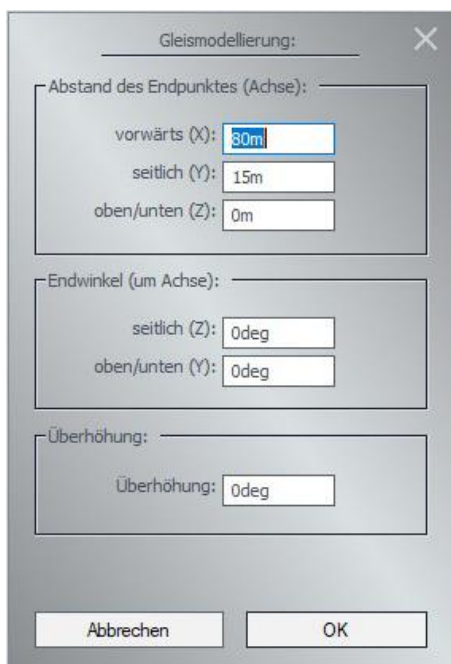 Gleismodellierung:
Abstand des Endpunktes (Achse):
vorwärts (X): 80m
seitlich (Y): 15m
oben/unten (Z): 0m
Endwinkel (um Achse):
seitlich (Z): 0deg
oben/unten (Y): 0deg
Überhöhung:
Überhöhung: 0deg
Abbrechen OK